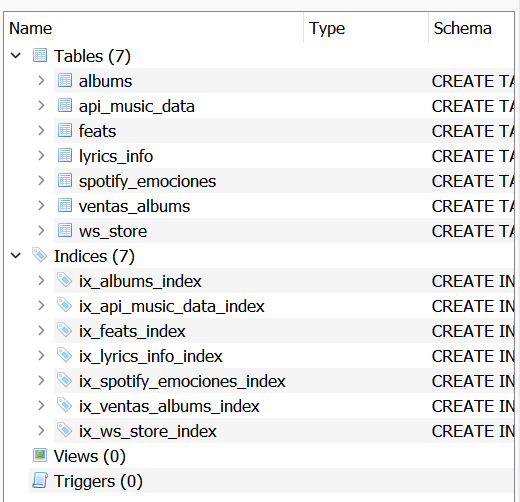 Name Type Schema
Tables (7)
albums CREATE TA
api_music_data CREATE TA
feats CREATE TA
lyrics_info CREATE TA
spotify_emociones CREATE TA
ventas_albums CREATE TA
ws_store CREATE TA
Indices (7)
ix_albums_index CREATE IN
ix_api_music_data_index CREATE IN
ix_feats_index CREATE IN
ix_lyrics_info_index CREATE IN
ix_spotify_emociones_index CREATE IN
ix_ventas_albums_index CREATE IN
ix_ws_store_index CREATE IN
Views (0)
Triggers (0)